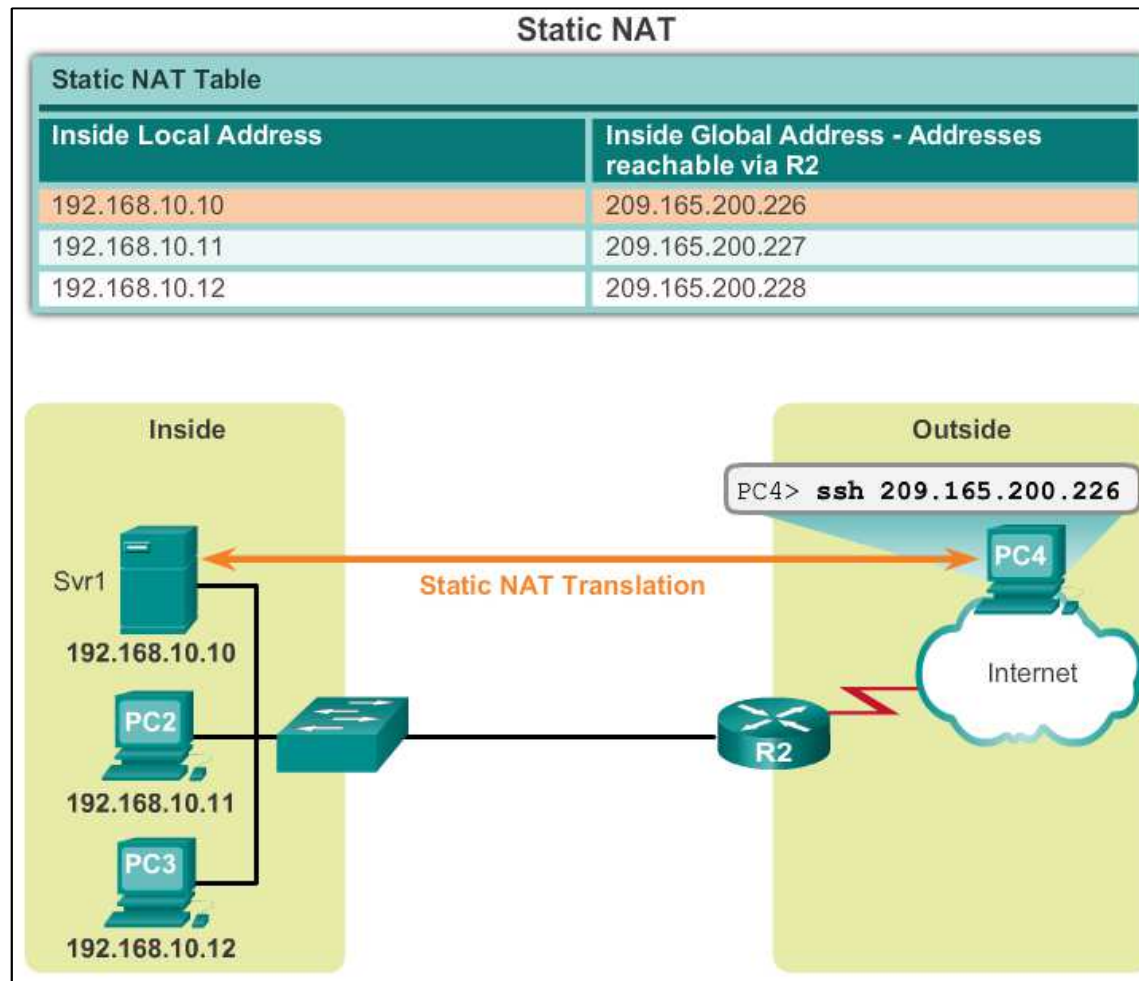 Static NAT
Static NAT Table
Inside Local Address
Inside Global Address - Addresses
reachable via R2
192.168.10.10
209.165.200.226
192.168.10.11
209.165.200.227
192.168.10.12
209.165.200.228
Inside
Outside
PC4> ssh 209.165.200.226
PC4
Static NAT Translation
Svr1
192.168.10.10
Internet
PC2
R2
192.168.10.11
PC3
192.168.10.12